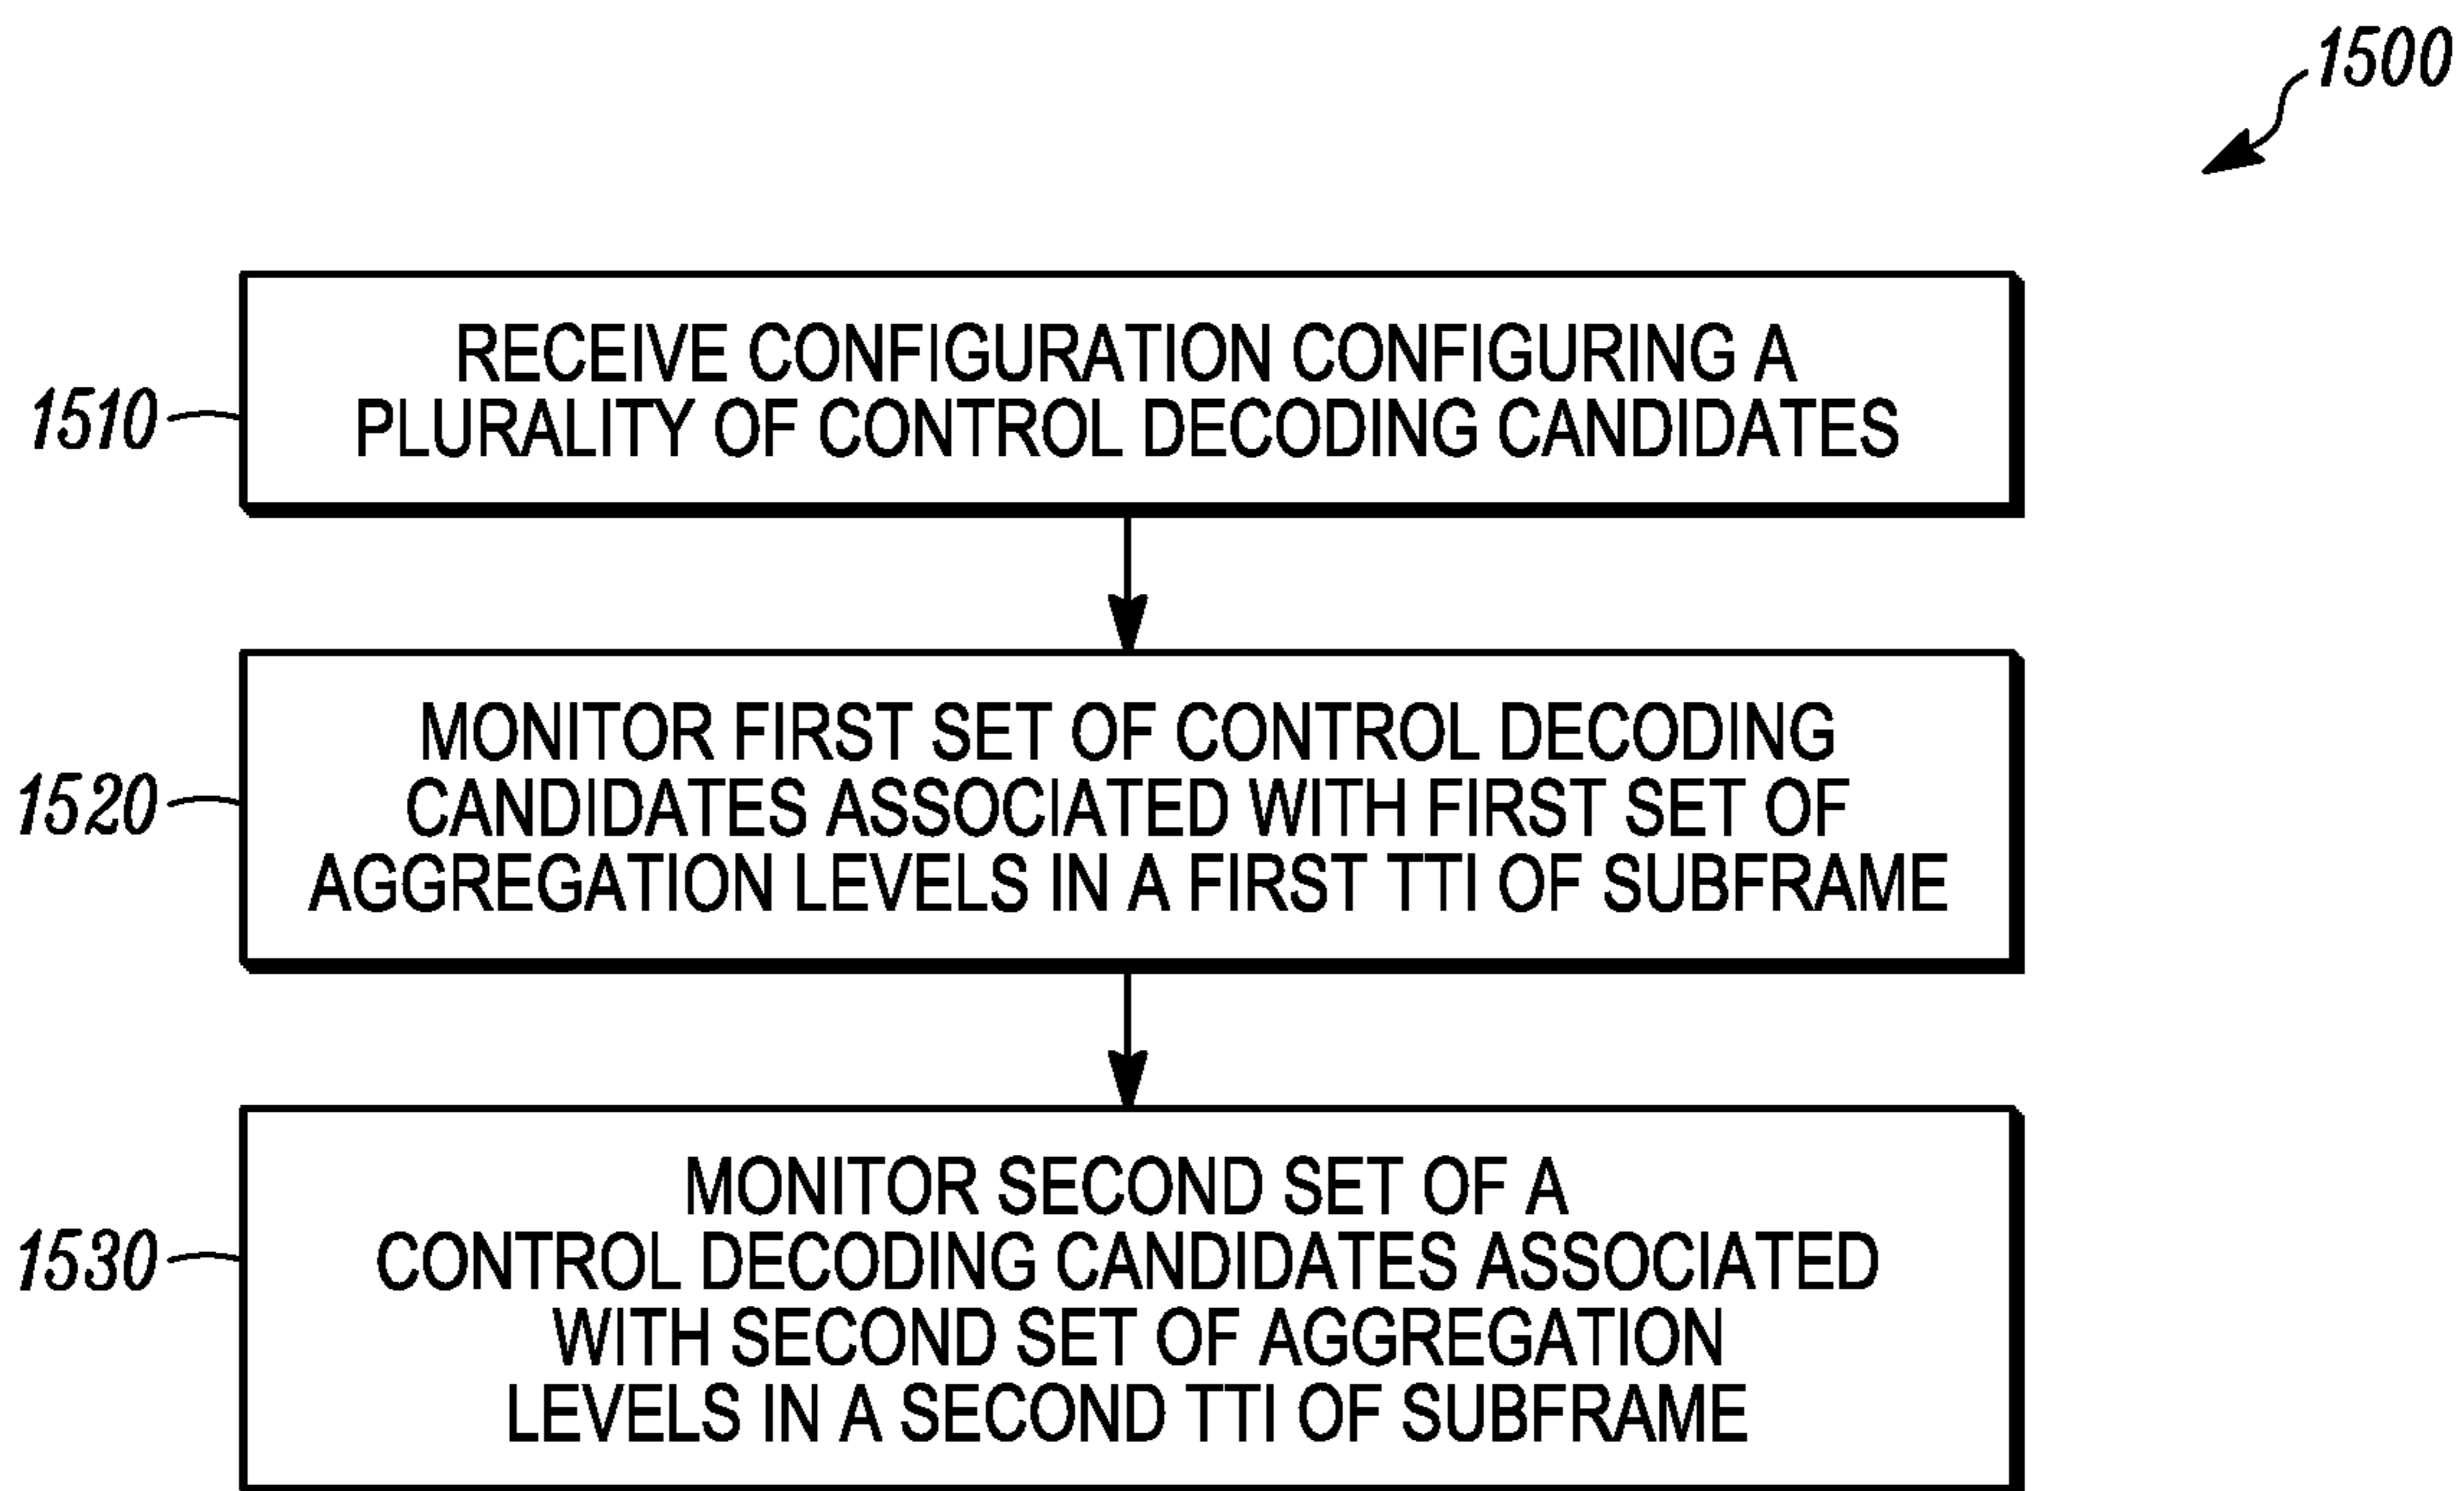 1500
RECEIVE CONFIGURATION CONFIGURING A
PLURALITY OF CONTROL DECODING CANDIDATES
1510
MONITOR FIRST SET OF CONTROL DECODING
CANDIDATES ASSOCIATED WITH FIRST SET OF
AGGREGATION LEVELS IN A FIRST TTI OF SUBFRAME
1520
MONITOR SECOND SET OF A
CONTROL DECODING CANDIDATES ASSOCIATED
WITH SECOND SET OF AGGREGATION
LEVELS IN A SECOND TTI OF SUBFRAME
1530